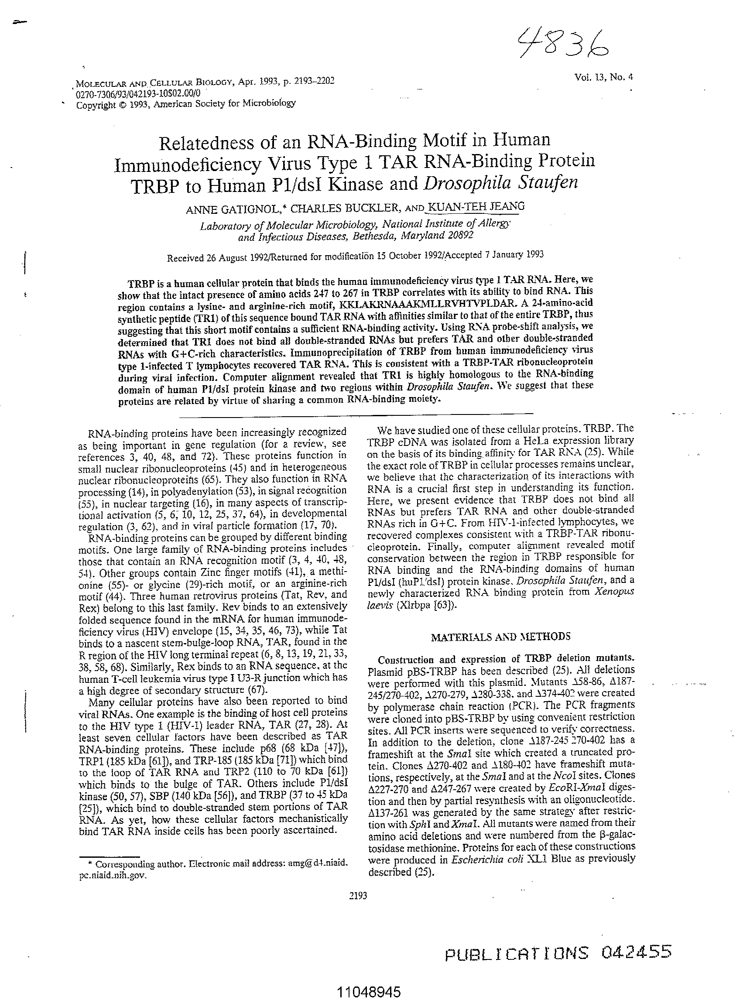 4836
MOLECULAR AND CELLULAR BIOLOGY, Apr. 1993, p. 2193-2202
Vol. 13, No. 4
0270-7306/93/042193-10$02.00/0
Copyright © 1993, American Society for Microbiology
Relatedness of an RNA-Binding Motif in Human
Immunodeficiency Virus Type 1 TAR RNA-Binding Protein
TRBP to Human P1/dsI Kinase and Drosophila Staufen
ANNE GATIGNOL,* CHARLES BUCKLER, AND KUAN-TEH JEANG
Laboratory of Molecular Microbiology, National Institute of Allergy
and Infectious Diseases, Bethesda, Maryland 20892
Received 26 August 1992/Returned for modification 15 October 1992/Accepted 7 January 1993
TRBP is a human cellular protein that binds the human immunodeficiency virus type 1 TAR RNA. Here, we
show that the intact presence of amino acids 247 to 267 in TRBP correlates with its ability to bind RNA. This
region contains a lysine- and arginine-rich motif, KKLAKRNAAAKMLLRVHTVPLDAR. A 24-amino-acid
synthetic peptide (TR1) of this sequence bound TAR RNA with affinities similar to that of the entire TRBP, thus
suggesting that this short motif contains a sufficient RNA-binding activity. Using RNA probe-shift analysis, we
determined that TR1 does not bind all double-stranded RNAs but prefers TAR and other double-stranded
RNAs with G+C-rich characteristics. Immunoprecipitation of TRBP from human immunodeficiency virus
type 1-infected T lymphocytes recovered TAR RNA. This is consistent with a TRBP-TAR ribonucleoprotein
during viral infection. Computer alignment revealed that TR1 is highly homologous to the RNA-binding
domain of human P1/dsI protein kinase and two regions within Drosophila Staufen. We suggest that these
proteins are related by virtue of sharing a common RNA-binding moiety.
RNA-binding proteins have been increasingly recognized
as being important in gene regulation (for a review, see
references 3, 40, 48, and 72). These proteins function in
small nuclear ribonucleoproteins (45) and in heterogeneous
nuclear ribonucleoproteins (65). They also function in RNA
processing (14), in polyadenylation (53), in signal recognition
(55), in nuclear targeting (16), in many aspects of transcrip-
tional activation (5, 6, 10, 12, 25, 37, 64), in developmental
regulation (3, 62), and in viral particle formation (17, 70).
RNA-binding proteins can be grouped by different binding
motifs. One large family of RNA-binding proteins includes
those that contain an RNA recognition motif (3, 4, 40, 48,
54). Other groups contain Zinc finger motifs (41), a methi-
onine (55)- or glycine (29)-rich motif, or an arginine-rich
motif (44). Three human retrovirus proteins (Tat, Rev, and
Rex) belong to this last family. Rev binds to an extensively
folded sequence found in the mRNA for human immunode-
ficiency virus (HIV) envelope (15, 34, 35, 46, 73), while Tat
binds to a nascent stem-bulge-loop RNA, TAR, found in the
R region of the HIV long terminal repeat (6, 8, 13, 19, 21, 33,
38, 58, 68). Similarly, Rex binds to an RNA sequence, at the
human T-cell leukemia virus type I U3-R junction which has
a high degree of secondary structure (67).
Many cellular proteins have also been reported to bind
viral RNAs. One example is the binding of host cell proteins
to the HIV type 1 (HIV-1) leader RNA, TAR (27, 28). At
least seven cellular factors have been described as TAR
RNA-binding proteins. These include p68 (68 kDa [47]),
TRP1 (185 kDa [61]), and TRP-185 (185 kDa [71]) which bind
to the loop of TAR RNA and TRP2 (110 to 70 kDa [61])
which binds to the bulge of TAR. Others include P1/dsI
kinase (50, 57), SBP (140 kDa [56]), and TRBP (37 to 45 kDa
[25]), which bind to double-stranded stem portions of TAR
RNA. As yet, how these cellular factors mechanistically
bind TAR RNA inside cells has been poorly ascertained.
* Corresponding author. Electronic mail address: amg@d4.niaid.
pc.niaid.nih.gov.
We have studied one of these cellular proteins. TRBP. The
TRBP cDNA was isolated from a HeLa expression library
on the basis of its binding affinity for TAR RNA (25). While
the exact role of TRBP in cellular processes remains unclear,
we believe that the characterization of its interactions with
RNA is a crucial first step in understanding its function.
Here, we present evidence that TRBP does not bind all
RNAs but prefers TAR RNA and other double-stranded
RNAs rich in G+C. From HIV-1-infected lymphocytes, we
recovered complexes consistent with a TRBP-TAR ribonu-
cleoprotein. Finally, computer alignment revealed motif
conservation between the region in TRBP responsible for
RNA binding and the RNA-binding domains of human
P1/dsI (huP1/dsI) protein kinase, Drosophila Staufen, and a
newly characterized RNA binding protein from Xenopus
laevis (Xlrbpa [63]).
MATERIALS AND METHODS
Construction and expression of TRBP deletion mutants.
Plasmid pBS-TRBP has been described (25). All deletions
were performed with this plasmid. Mutants Δ58-86, Δ187-
245/270-402, Δ270-279, Δ280-338, and Δ374-402 were created
by polymerase chain reaction (PCR). The PCR fragments
were cloned into pBS-TRBP by using convenient restriction
sites. All PCR inserts were sequenced to verify correctness.
In addition to the deletion, clone Δ187-245 270-402 has a
frameshift at the SmaI site which created a truncated pro-
tein. Clones Δ270-402 and Δ180-402 have frameshift muta-
tions, respectively, at the SmaI and at the NcoI sites. Clones
Δ227-270 and Δ247-267 were created by EcoRI-XmaI diges-
tion and then by partial resynthesis with an oligonucleotide.
Δ137-261 was generated by the same strategy after restric-
tion with SphI and XmaI. All mutants were named from their
amino acid deletions and were numbered from the β-galac-
tosidase methionine. Proteins for each of these constructions
were produced in Escherichia coli XL1 Blue as previously
described (25).
2193
PUBLICATIONS 042455
11048945